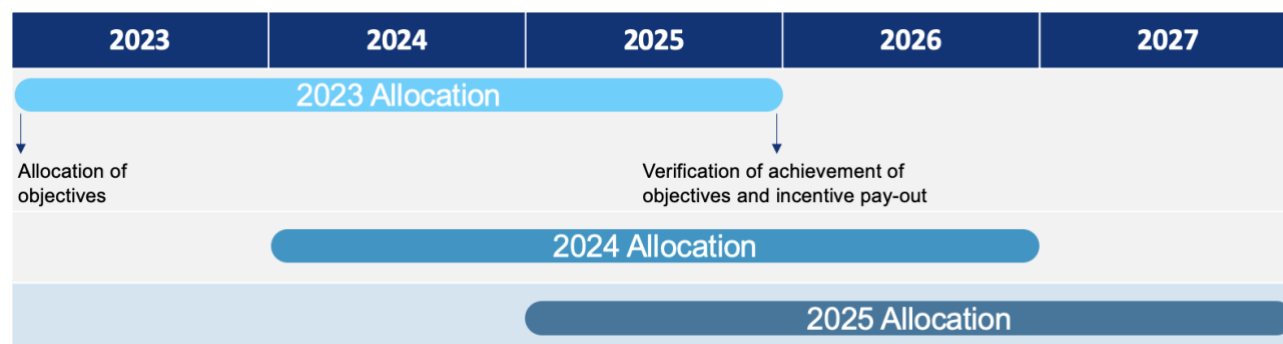 2023 2024 2025 2026 2027
2023 Allocation
Allocation of
objectives
Verification of achievement of
objectives and incentive pay-out
2024 Allocation
2025 Allocation